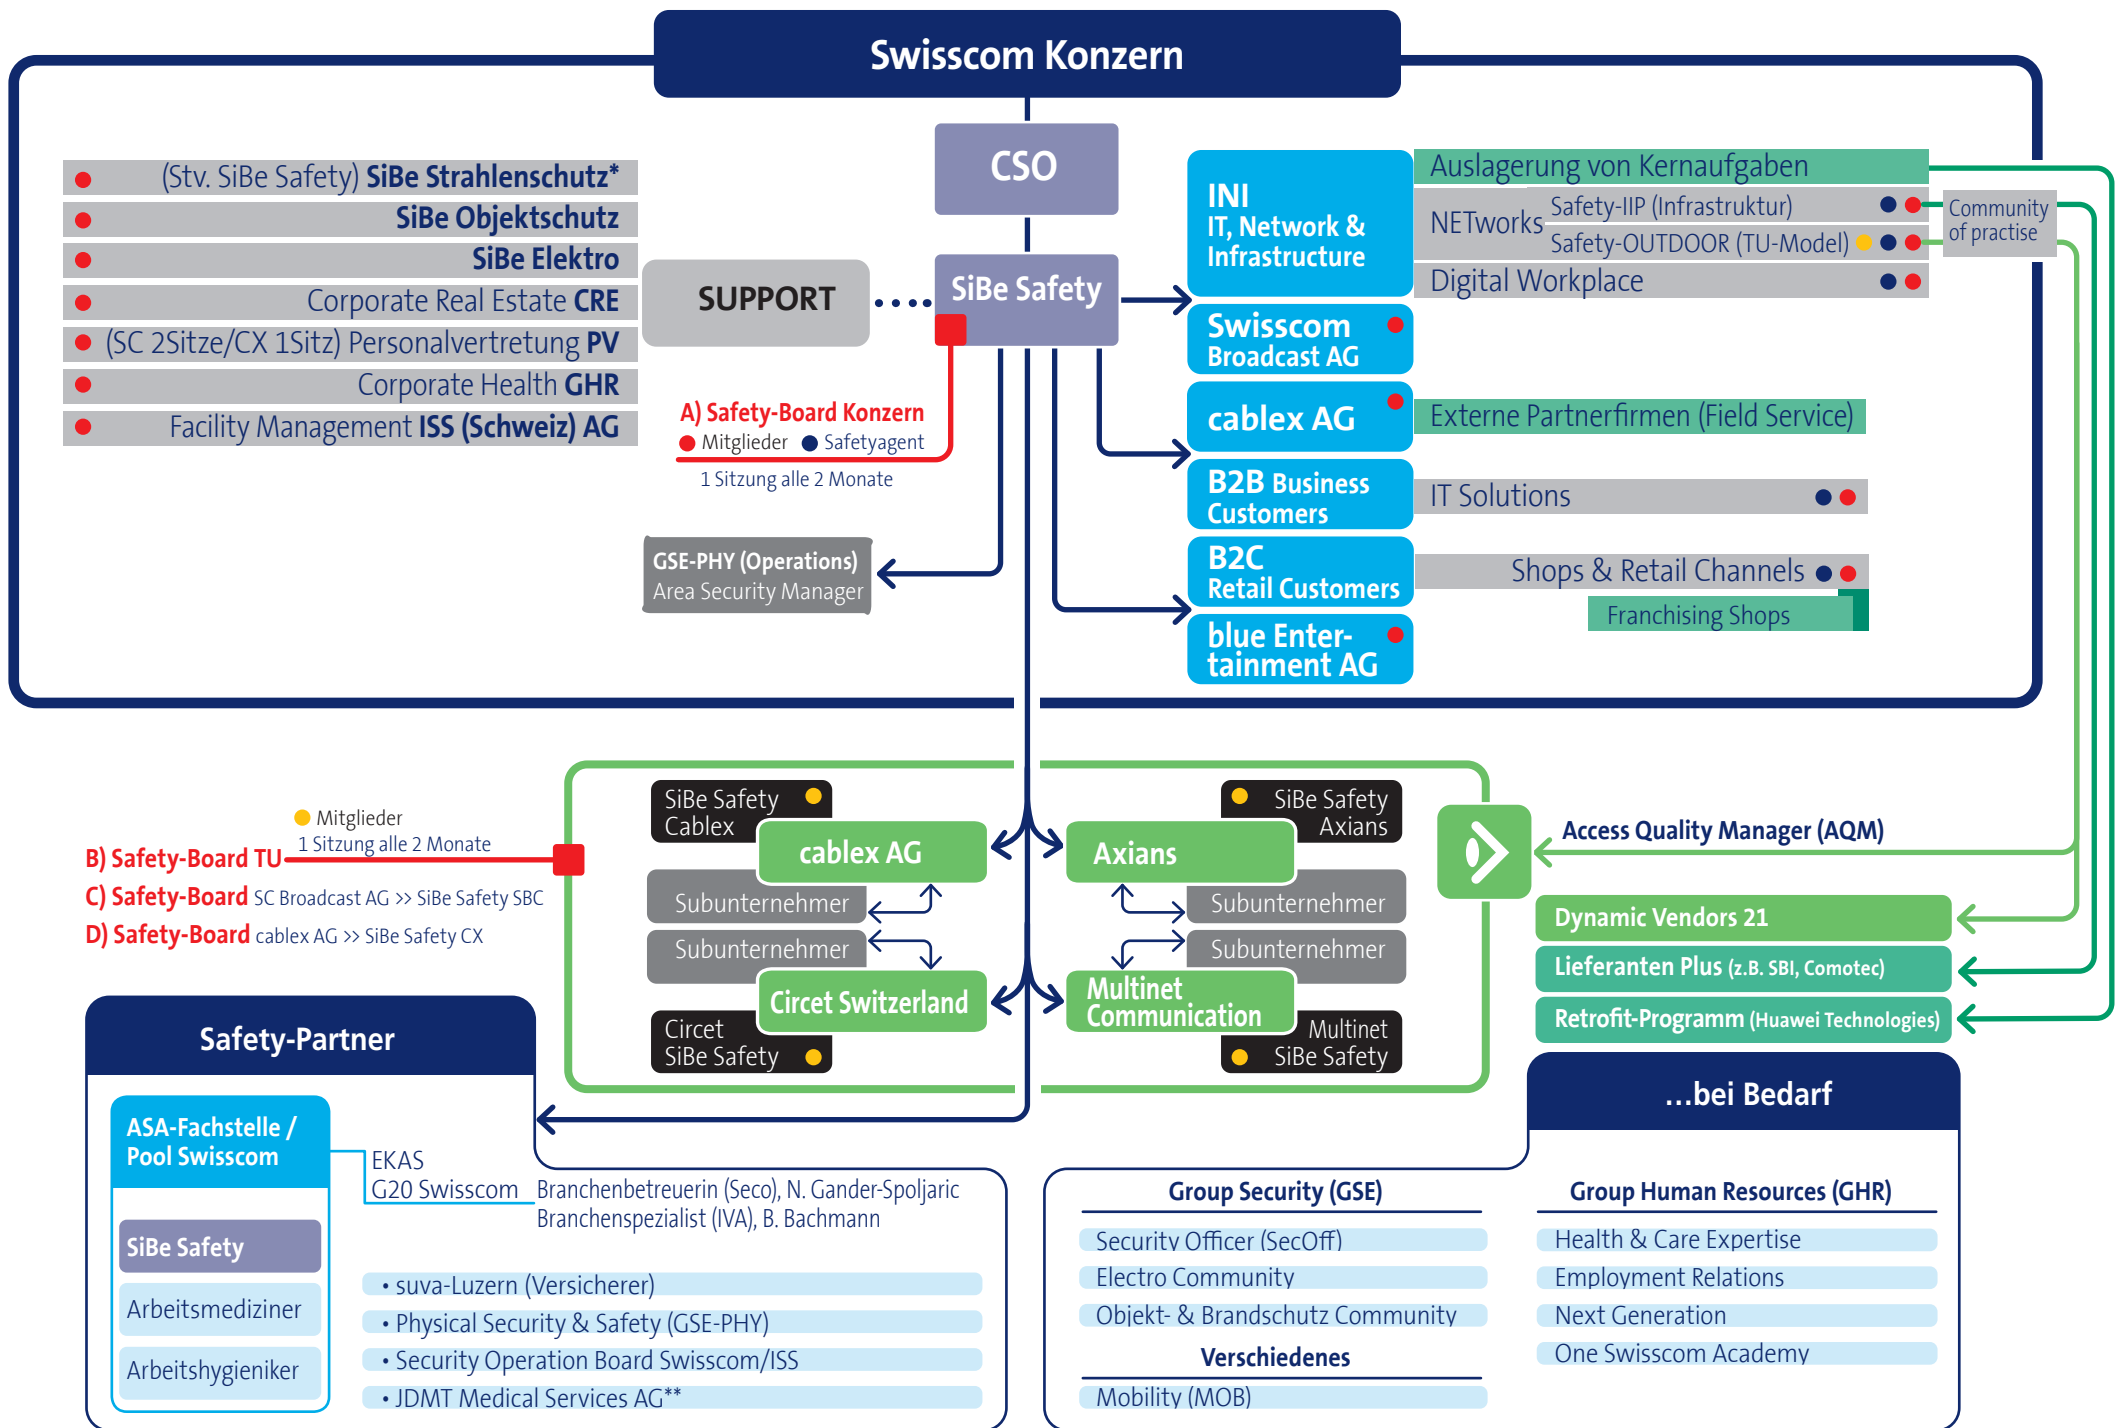 Swisscom Konzern
CSO
SiBe Safety
SUPPORT
(Stv. SiBe Safety) SiBe Strahlenschutz*
SiBe Objektschutz
SiBe Elektro
Corporate Real Estate CRE
(SC 2Sitze/CX 1Sitz) Personalvertretung PV
Corporate Health GHR
Facility Management ISS (Schweiz) AG
A) Safety-Board Konzern
Mitglieder Safetyagent
1 Sitzung alle 2 Monate
GSE-PHY (Operations)
Area Security Manager
INI
IT, Network &
Infrastructure
Auslagerung von Kernaufgaben
NETworks
Safety-IIP (Infrastruktur)
Safety-OUTDOOR (TU-Model)
Digital Workplace
Community
of practise
Swisscom
Broadcast AG
cablex AG
Externe Partnerfirmen (Field Service)
B2B Business
Customers
IT Solutions
B2C
Retail Customers
Shops & Retail Channels
Franchising Shops
blue Enter-
tainment AG
Mitglieder
1 Sitzung alle 2 Monate
B) Safety-Board TU
C) Safety-Board SC Broadcast AG >> SiBe Safety SBC
D) Safety-Board cablex AG >> SiBe Safety CX
SiBe Safety
Cablex
cablex AG
Subunternehmer
Subunternehmer
Circet Switzerland
Circet
SiBe Safety
SiBe Safety
Axians
Axians
Subunternehmer
Subunternehmer
Multinet
Communication
Multinet
SiBe Safety
Access Quality Manager (AQM)
Dynamic Vendors 21
Lieferanten Plus (z.B. SBI, Comotec)
Retrofit-Programm (Huawei Technologies)
Safety-Partner
ASA-Fachstelle /
Pool Swisscom
SiBe Safety
Arbeitsmediziner
Arbeitshygieniker
EKAS
G20 Swisscom
Branchenbetreuerin (Seco), N. Gander-Spoljaric
Branchenspezialist (IVA), B. Bachmann
• suva-Luzern (Versicherer)
• Physical Security & Safety (GSE-PHY)
• Security Operation Board Swisscom/ISS
• JDMT Medical Services AG**
...bei Bedarf
Group Security (GSE)
Security Officer (SecOff)
Electro Community
Objekt- & Brandschutz Community
Verschiedenes
Mobility (MOB)
Group Human Resources (GHR)
Health & Care Expertise
Employment Relations
Next Generation
One Swisscom Academy